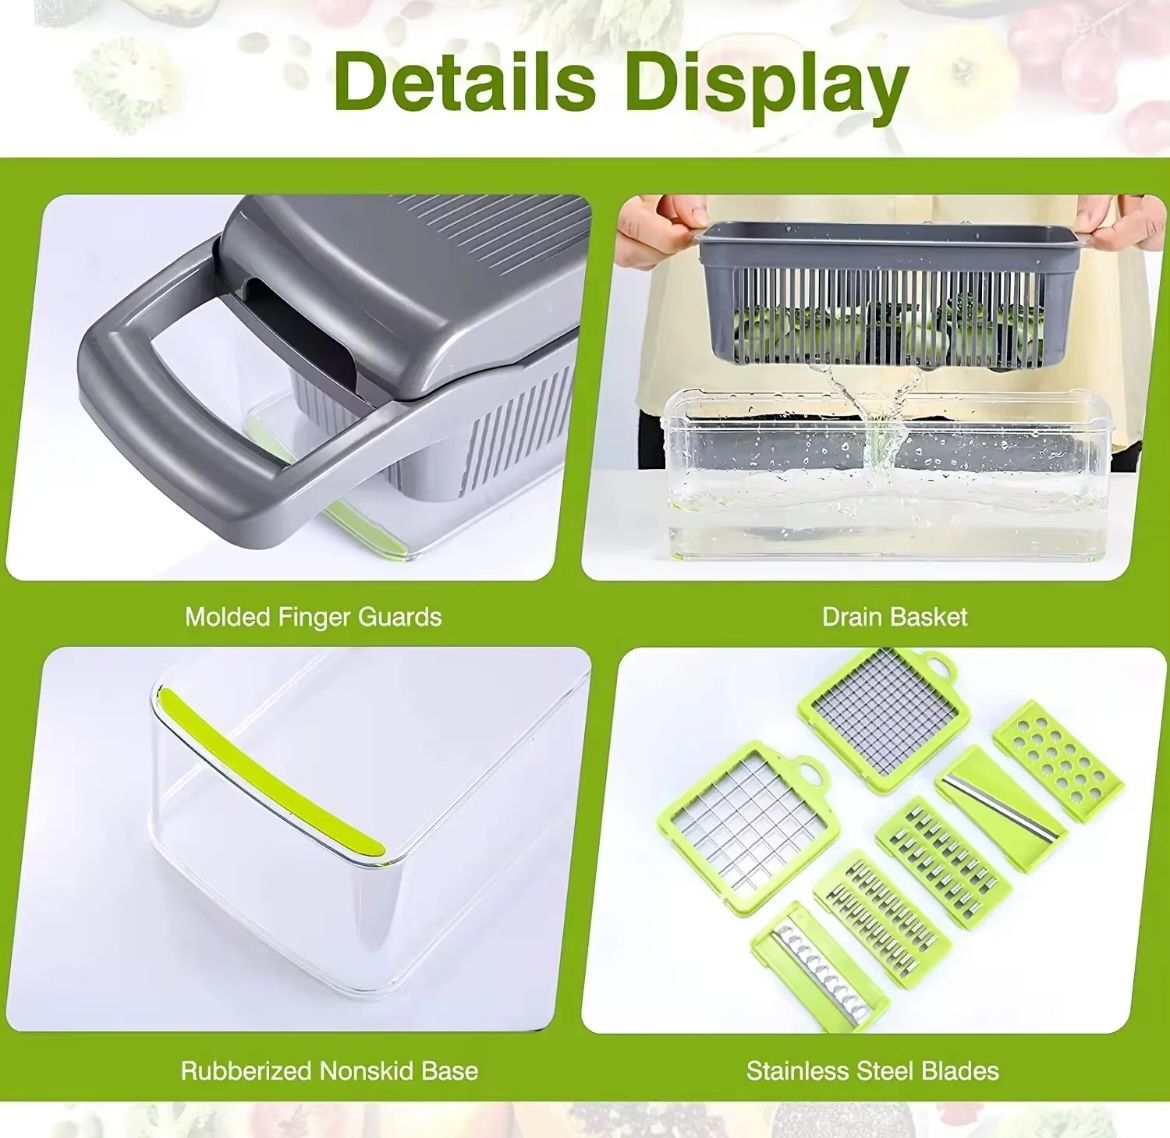 Details Display
Molded Finger Guards
Drain Basket
Rubberized Nonskid Base
Stainless Steel Blades